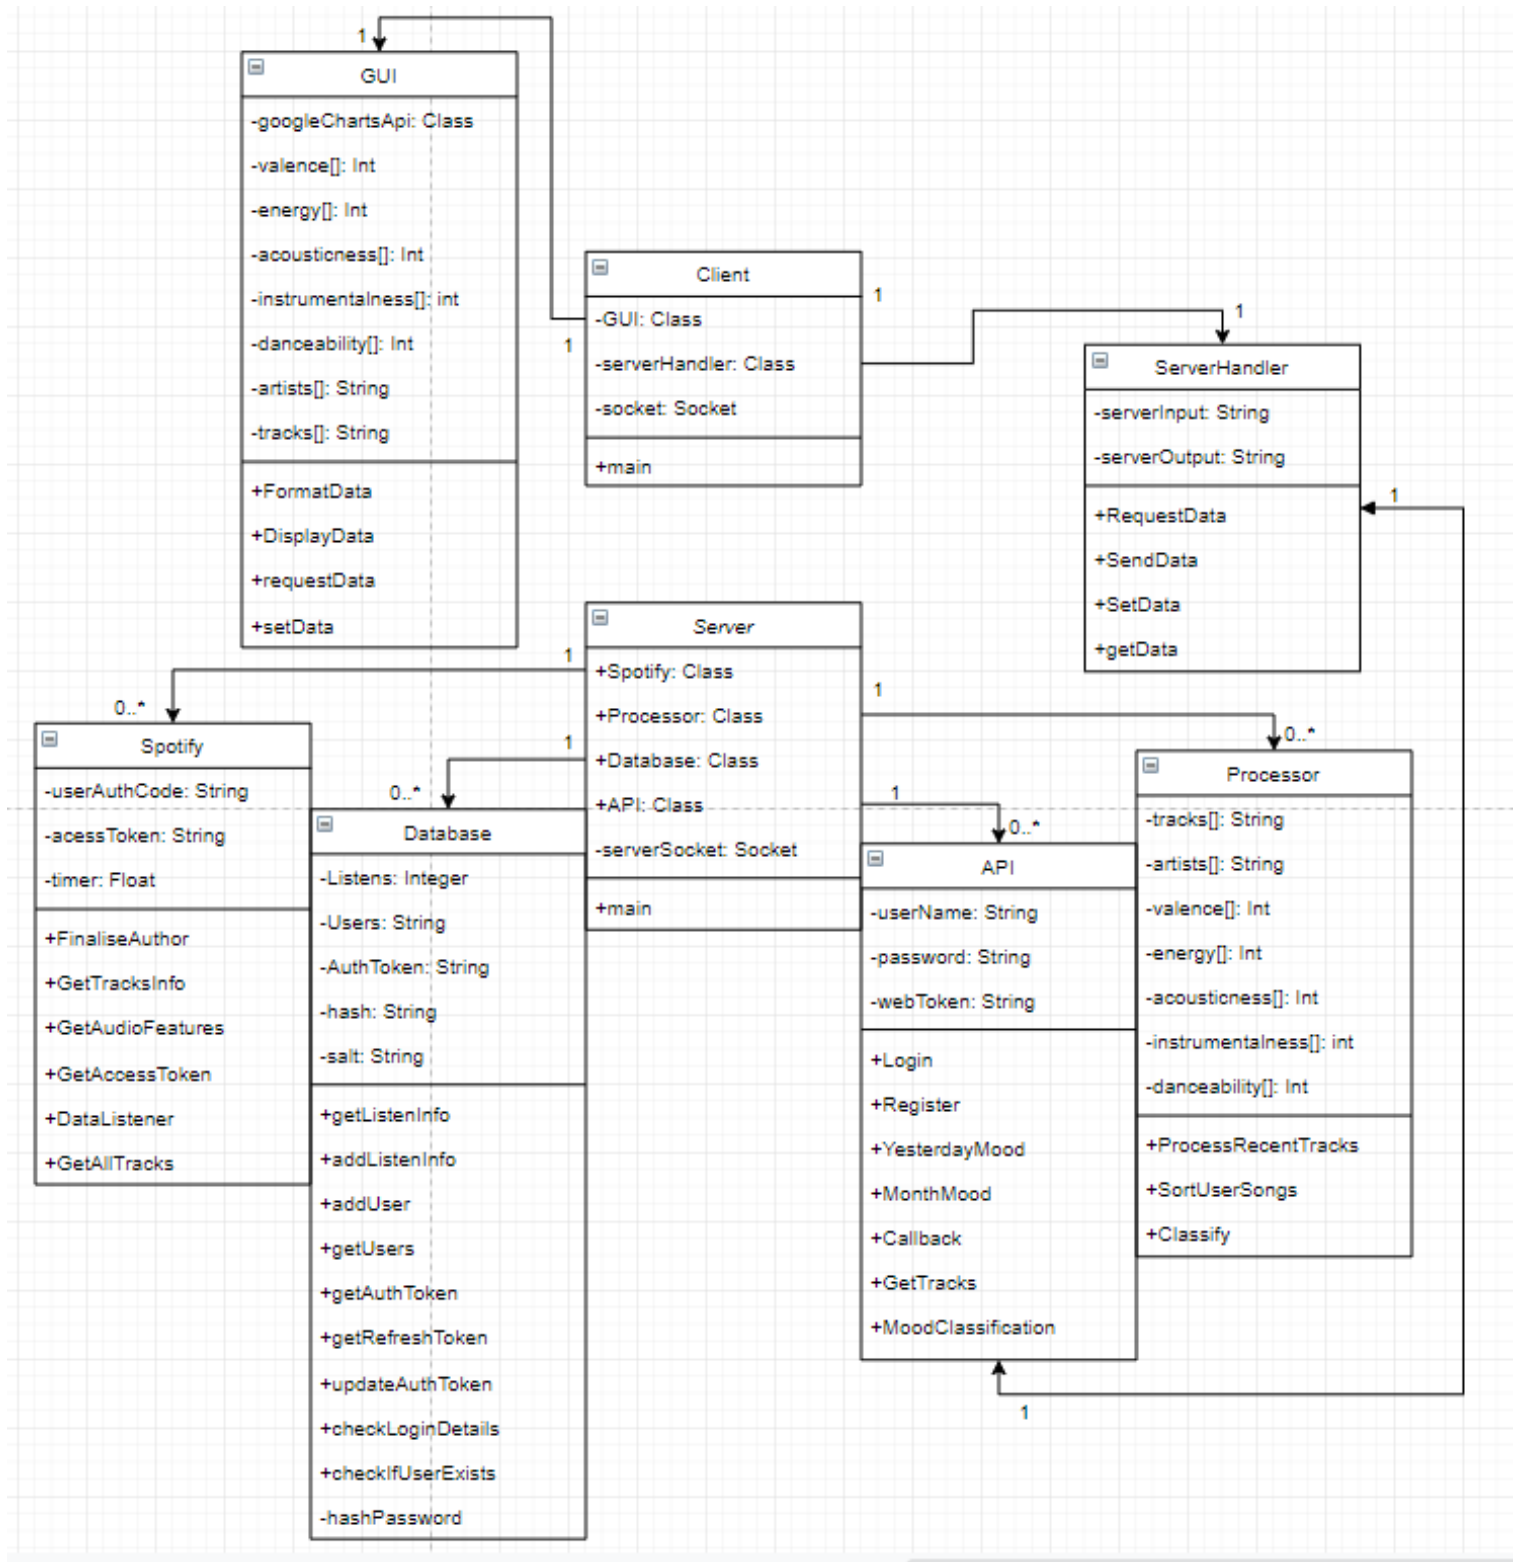 1
GUI
-googleChartsApi: Class
-valence[]: Int
-energy[]: Int
-acousticness[]: Int
-instrumentalness[]: int
-danceability[]: Int
-artists[]: String
-tracks[]: String
+FormatData
+DisplayData
+requestData
+setData
Client
-GUI: Class
-serverHandler: Class
-socket: Socket
+main
1
1
1
ServerHandler
-serverInput: String
-serverOutput: String
+RequestData
+SendData
+SetData
+getData
1
Server
+Spotify: Class
+Processor: Class
+Database: Class
+API: Class
-serverSocket: Socket
+main
1
1
1
1
0..*
Spotify
-userAuthCode: String
-acessToken: String
-timer: Float
+FinaliseAuthor
+GetTracksInfo
+GetAudioFeatures
+GetAccessToken
+DataListener
+GetAllTracks
0..*
Database
-Listens: Integer
-Users: String
-AuthToken: String
-hash: String
-salt: String
+getListenInfo
+addListenInfo
+addUser
+getUsers
+getAuthToken
+getRefreshToken
+updateAuthToken
+checkLoginDetails
+checkIfUserExists
-hashPassword
0..*
API
-userName: String
-password: String
-webToken: String
+Login
+Register
+YesterdayMood
+MonthMood
+Callback
+GetTracks
+MoodClassification
1
0..*
Processor
-tracks[]: String
-artists[]: String
-valence[]: Int
-energy[]: Int
-acousticness[]: Int
-instrumentalness[]: int
-danceability[]: Int
+ProcessRecentTracks
+SortUserSongs
+Classify